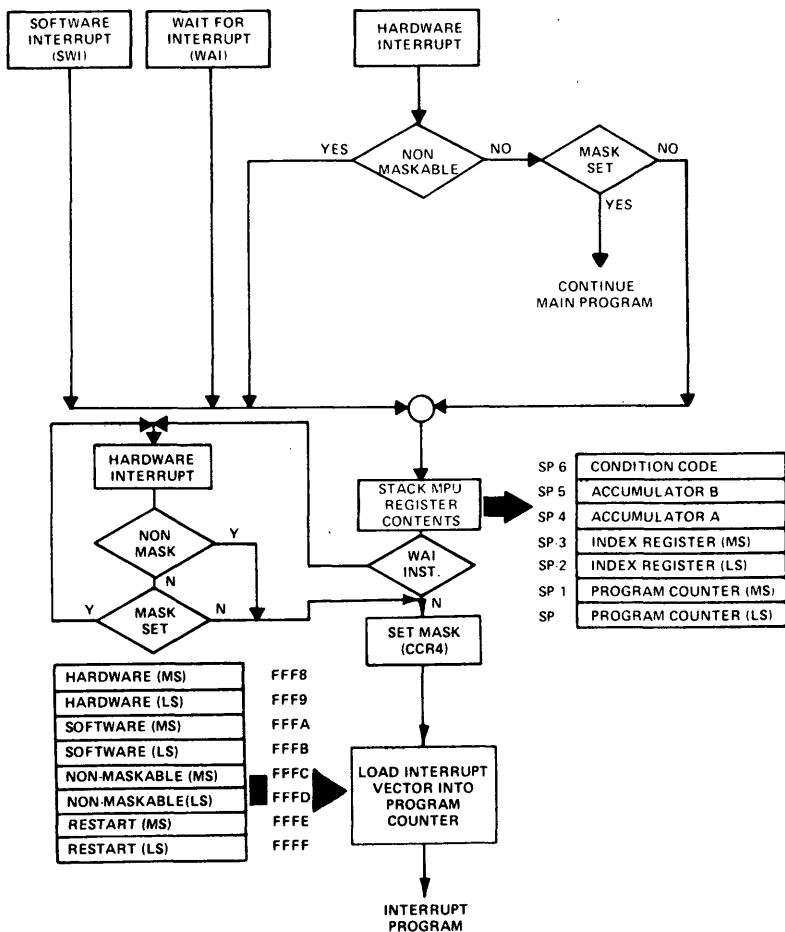 SOFTWARE
INTERRUPT
(SWI)
WAIT FOR
INTERRUPT
(WAI)
HARDWARE
INTERRUPT
YES
NON
MASKABLE
NO
MASK
SET
NO
YES
CONTINUE
MAIN PROGRAM
HARDWARE
INTERRUPT
NON
MASK
Y
N
Y
MASK
SET
N
STACK MPU
REGISTER
CONTENTS
WAI
INST.
N
SET MASK
(CCR4)
SP 6 CONDITION CODE
SP 5 ACCUMULATOR B
SP 4 ACCUMULATOR A
SP-3 INDEX REGISTER (MS)
SP-2 INDEX REGISTER (LS)
SP 1 PROGRAM COUNTER (MS)
SP PROGRAM COUNTER (LS)
HARDWARE (MS) FFF8
HARDWARE (LS) FFF9
SOFTWARE (MS) FFFA
SOFTWARE (LS) FFFB
NON-MASKABLE (MS) FFFC
NON-MASKABLE(LS) FFFD
RESTART (MS) FFFE
RESTART (LS) FFFF
LOAD INTERRUPT
VECTOR INTO
PROGRAM
COUNTER
INTERRUPT
PROGRAM